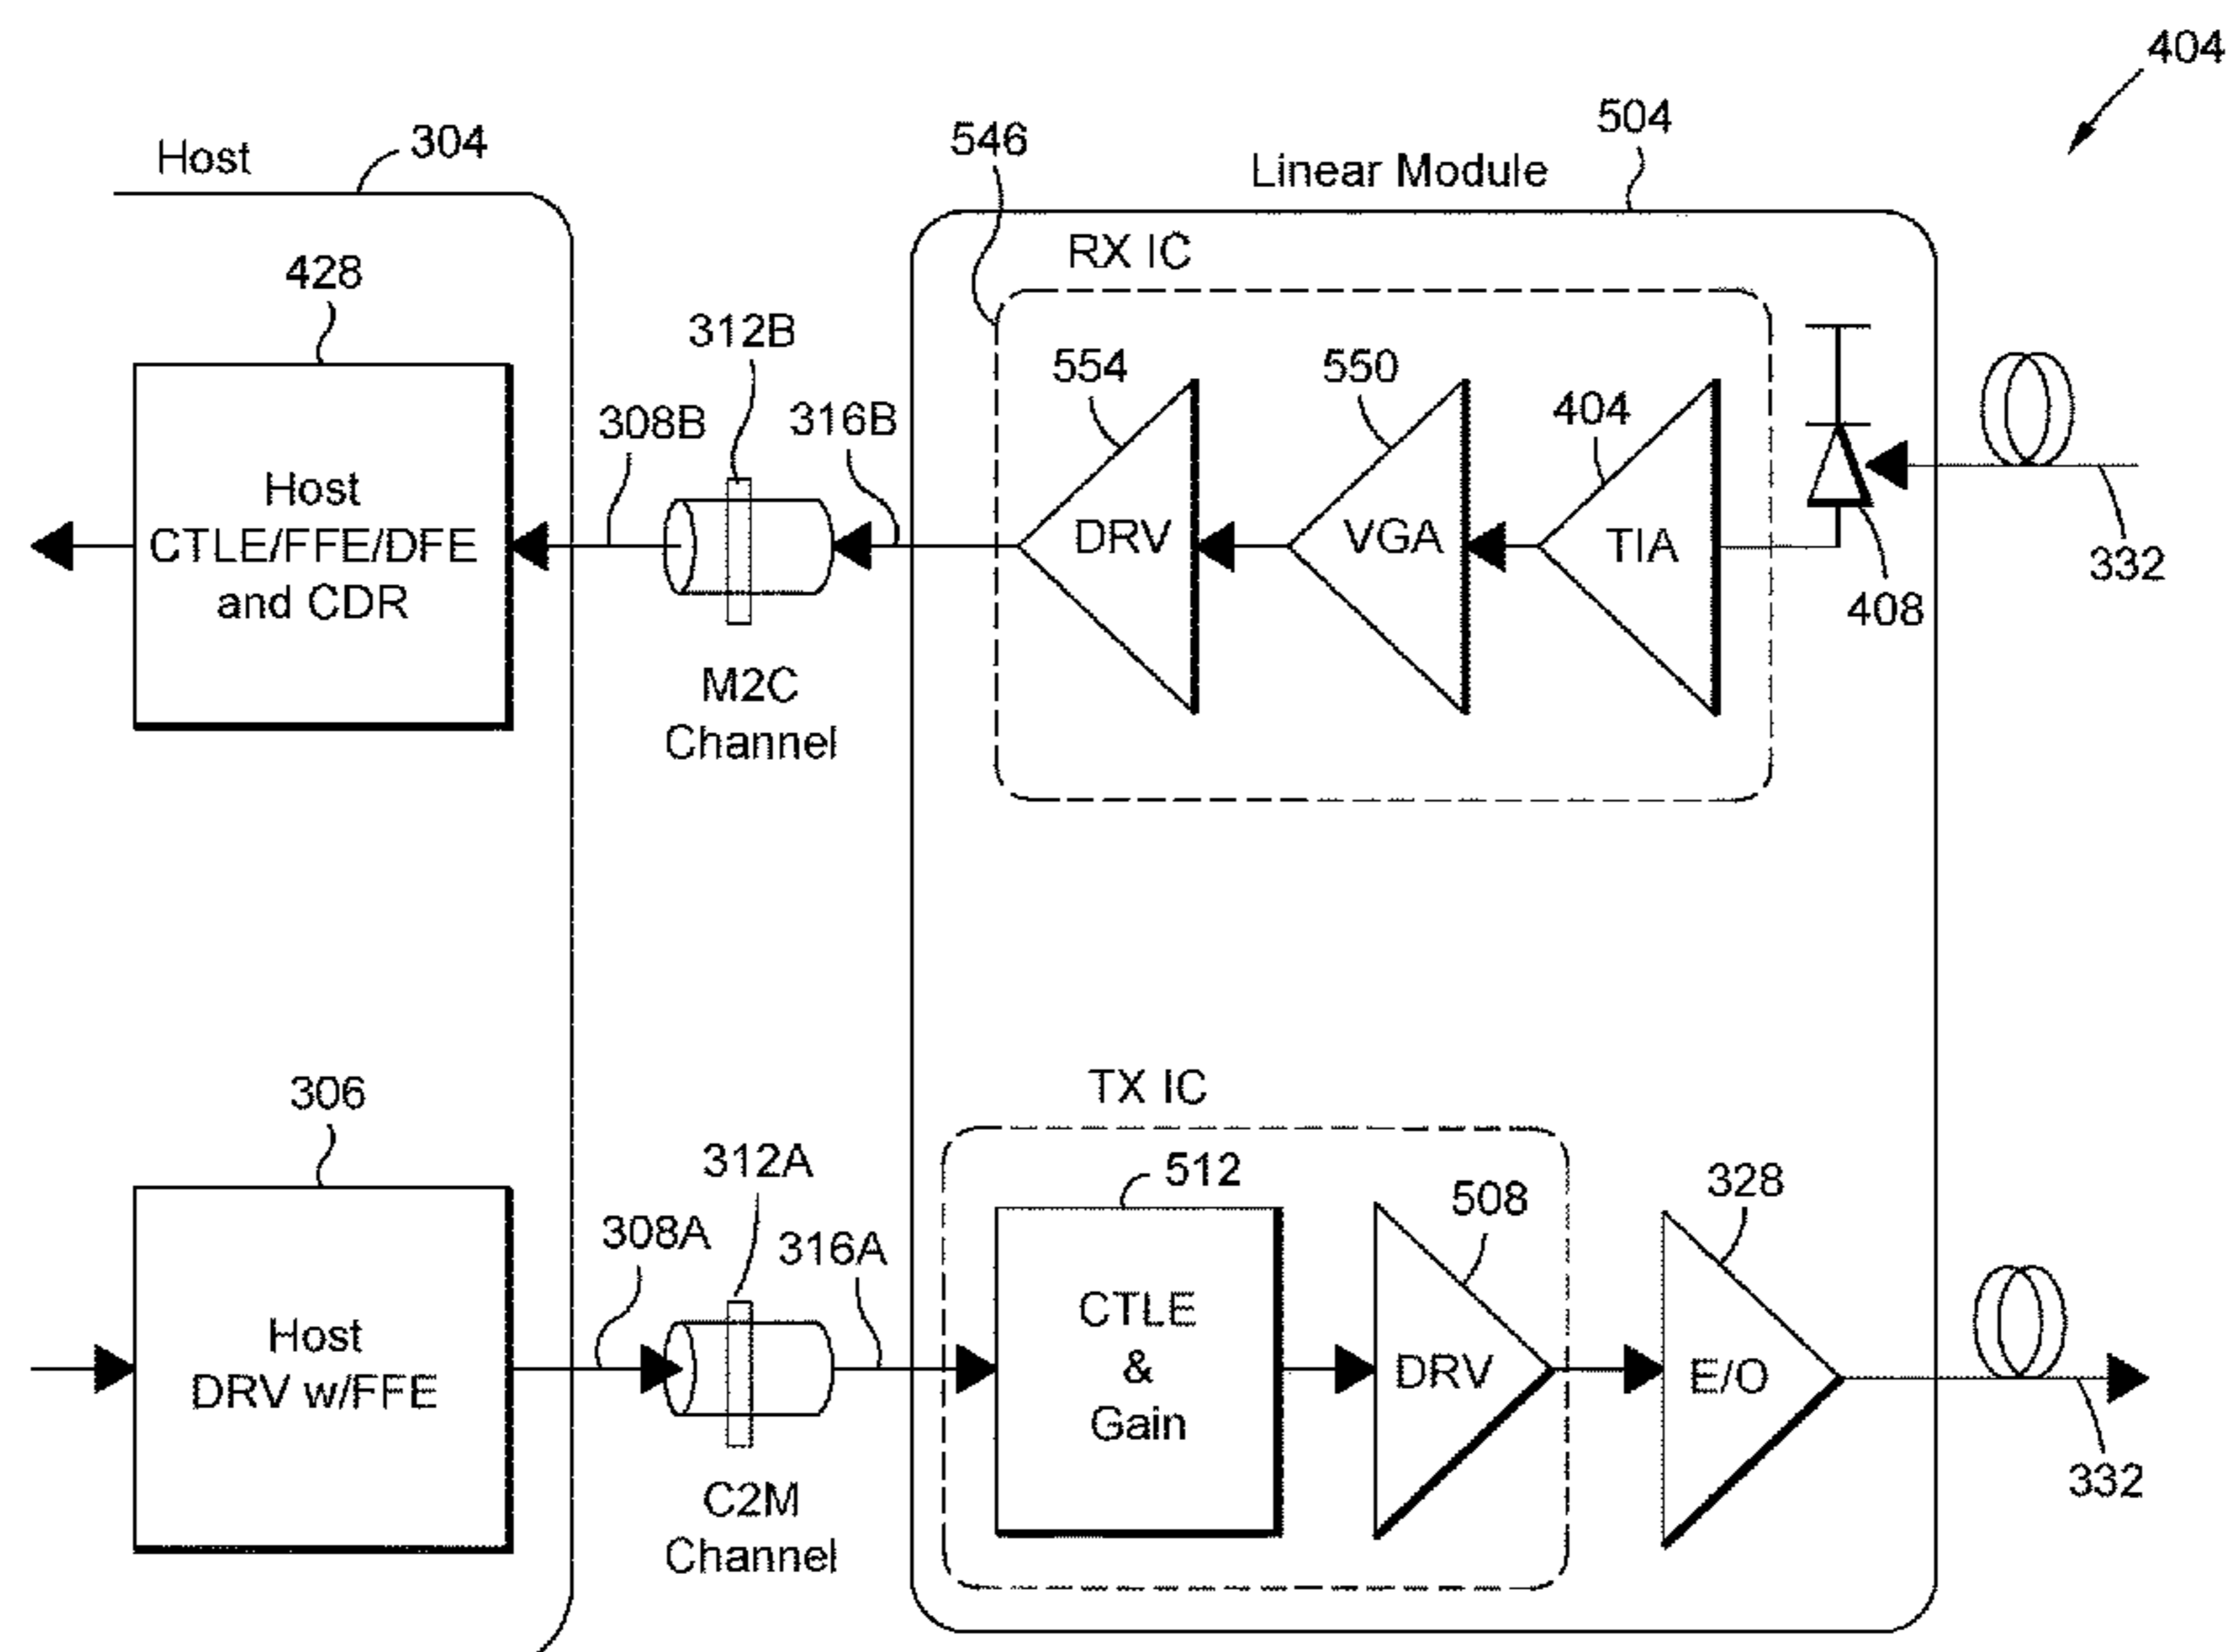 404
Host
304
546
504
Linear Module
RX IC
428
312B
554
550
404
308B
316B
Host
CTLE/FFE/DFE
and CDR
DRV
VGA
TIA
332
408
M2C
Channel
306
TX IC
312A
512
508
328
308A
316A
Host
DRV w/FFE
CTLE
&
Gain
DRV
E/O
332
C2M
Channel